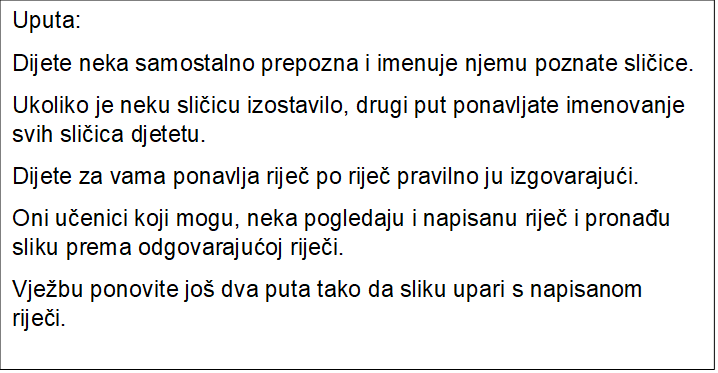 Uputa:
Dijete neka samostalno prepozna i imenuje njemu poznate sličice.
Ukoliko je neku sličicu izostavilo, drugi put ponavljate imenovanje
svih sličica djetetu.
Dijete za vama ponavlja riječ po riječ pravilno ju izgovarajući.
Oni učenici koji mogu, neka pogledaju i napisanu riječ i pronađu
sliku prema odgovarajućoj riječi.
Vježbu ponovite još dva puta tako da sliku upari s napisanom
riječi.